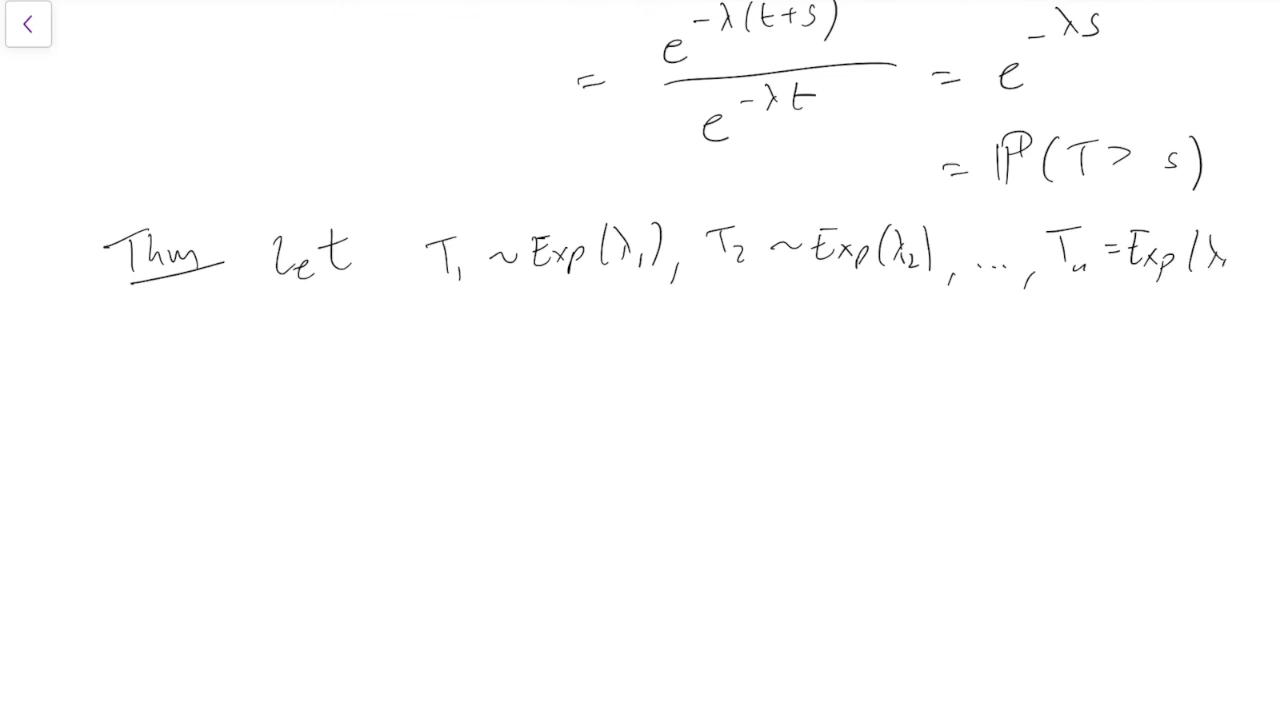 = e^{-λ(t+s)} / e^{-λt} = e^{-λs}
= ℙ(T > s)
Thm Let T₁ ~ Exp(λ₁), T₂ ~ Exp(λ₂), ..., Tₙ = Exp(λ